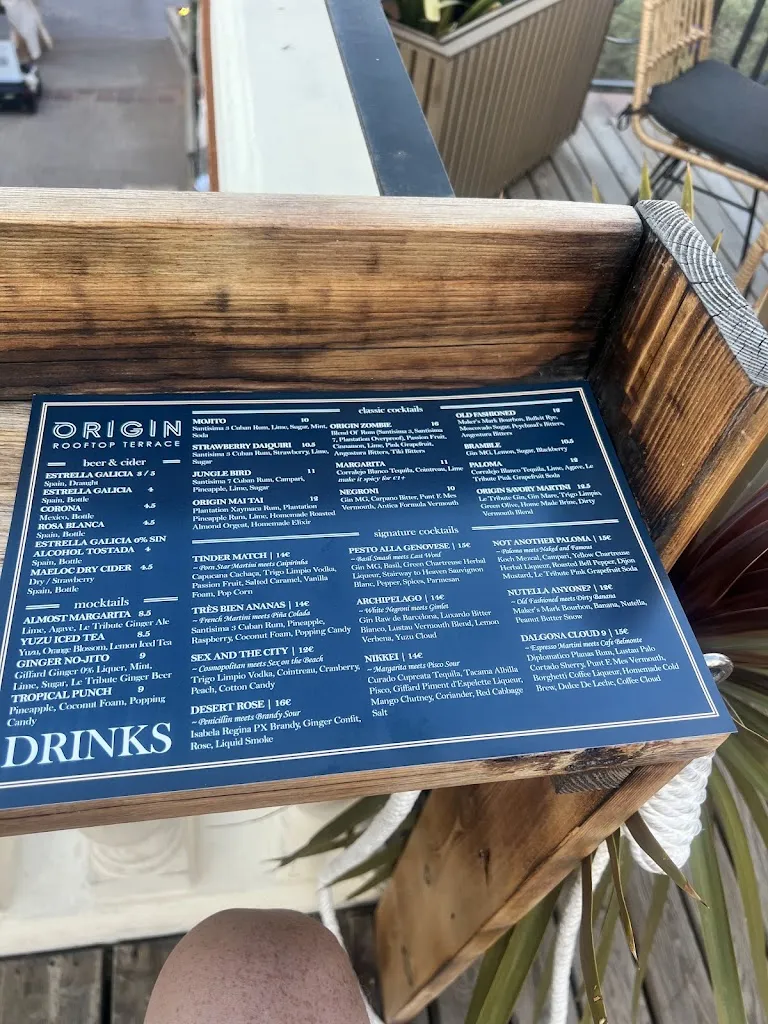 ORIGIN
ROOFTOP TERRACE
beer & cider
ESTRELLA GALICIA 3 / 5
Spain, Draught
ESTRELLA GALICIA 4
Spain, Bottle
CORONA 4.5
Mexico, Bottle
ROSA BLANCA 4.5
Spain, Bottle
ESTRELLA GALICIA 0% SIN
ALCOHOL TOSTADA 4
Spain, Bottle
MAELOC DRY CIDER 4.5
Dry / Strawberry
Spain, Bottle
mocktails
ALMOST MARGARITA 8.5
Lime, Agave, Le Tribute Ginger Ale
YUZU ICED TEA 8.5
Yuzu, Orange Blossom, Lemon Iced Tea
GINGER NO-JITO 9
Giffard Ginger 0% Liquer, Mint,
Lime, Sugar, Le Tribute Ginger Beer
TROPICAL PUNCH 9
Pineapple, Coconut Foam, Popping
Candy
DRINKS
classic cocktails
MOJITO 10
Santisima 3 Cuban Rum, Lime, Sugar, Mint,
Soda
STRAWBERRY DAIQUIRI 10.5
Santisima 3 Cuban Rum, Strawberry, Lime,
Sugar
JUNGLE BIRD 11
Santisima 7 Cuban Rum, Campari,
Pineapple, Lime, Sugar
ORIGIN MAI TAI 12
Plantation Xaymaca Rum, Plantation
Pineapple Rum, Lime, Homemade Roasted
Almond Orgeat, Homemade Elixir
ORIGIN ZOMBIE 16
Blend Of Rum (Santisima 3, Santisima
7, Plantation Overproof), Passion Fruit,
Cinnamon, Lime, Pink Grapefruit,
Angostura Bitters, Tiki Bitters
MARGARITA 11
Corralejo Blanco Tequila, Cointreau, Lime
make it spicy for €1+
NEGRONI 10
Gin MG, Carpano Bitter, Punt E Mes
Vermouth, Antica Formula Vermouth
OLD FASHIONED 12
Maker's Mark Bourbon, Bulleit Rye,
Moscovado Sugar, Peychaud's Bitters,
Angostura Bitters
BRAMBLE 10.5
Gin MG, Lemon, Sugar, Blackberry
PALOMA 12
Corralejo Blanco Tequila, Lime, Agave, Le
Tribute Pink Grapefruit Soda
ORIGIN SAVORY MARTINI 12.5
Le Tribute Gin, Gin Mare, Trigo Limpio,
Green Olive, Home Made Brine, Dirty
Vermouth Blend
signature cocktails
TINDER MATCH | 14€
~ Porn Star Martini meets Caipirinha
Capucana Cachaça, Trigo Limpio Vodka,
Passion Fruit, Salted Caramel, Vanilla
Foam, Pop Corn
TRÈS BIEN ANANAS | 14€
~ French Martini meets Piña Colada
Santisima 3 Cuban Rum, Pineapple,
Raspberry, Coconut Foam, Popping Candy
SEX AND THE CITY | 12€
~ Cosmopolitan meets Sex on the Beach
Trigo Limpio Vodka, Cointreau, Cranberry,
Peach, Cotton Candy
DESERT ROSE | 16€
~ Penicillin meets Brandy Sour
Isabela Regina PX Brandy, Ginger Confit,
Rose, Liquid Smoke
PESTO ALLA GENOVESE | 15€
~ Basil Smash meets Last Word
Gin MG, Basil, Green Chartreuse Herbal
Liqueur, Stairway to Heaven Sauvignon
Blanc, Pepper, Spices, Parmesan
ARCHIPELAGO | 14€
~ White Negroni meets Gimlet
Gin Raw de Barcelona, Luxardo Bitter
Bianco, Lustau Vermouth Blend, Lemon
Verbena, Yuzu Cloud
NIKKEI | 14€
~ Margarita meets Pisco Sour
Curado Cupreata Tequila, Tacama Albilla
Pisco, Giffard Piment d'Espelette Liqueur,
Mango Chutney, Coriander, Red Cabbage
Salt
NOT ANOTHER PALOMA | 15€
~ Paloma meets Naked and Famous
Koch Mezcal, Campari, Yellow Chartreuse
Herbal Liqueur, Roasted Bell Pepper, Dijon
Mustard, Le Tribute Pink Grapefruit Soda
NUTELLA ANYONE? | 12€
~ Old Fashioned meets Dirty Banana
Maker's Mark Bourbon, Banana, Nutella,
Peanut Butter Snow
DALGONA CLOUD 9 | 15€
~ Espresso Martini meets Cafe Belmonte
Diplomatico Planas Rum, Lustau Palo
Cortado Sherry, Punt E Mes Vermouth,
Borghetti Coffee Liqueur, Homemade Cold
Brew, Dulce De Leche, Coffee Cloud